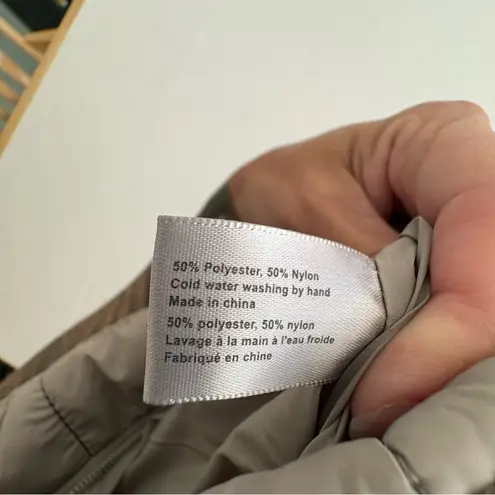 50% Polyester, 50% Nylon
Cold water washing by hand
Made in china
50% polyester, 50% nylon
Lavage à la main à l'eau froide
Fabriqué en chine